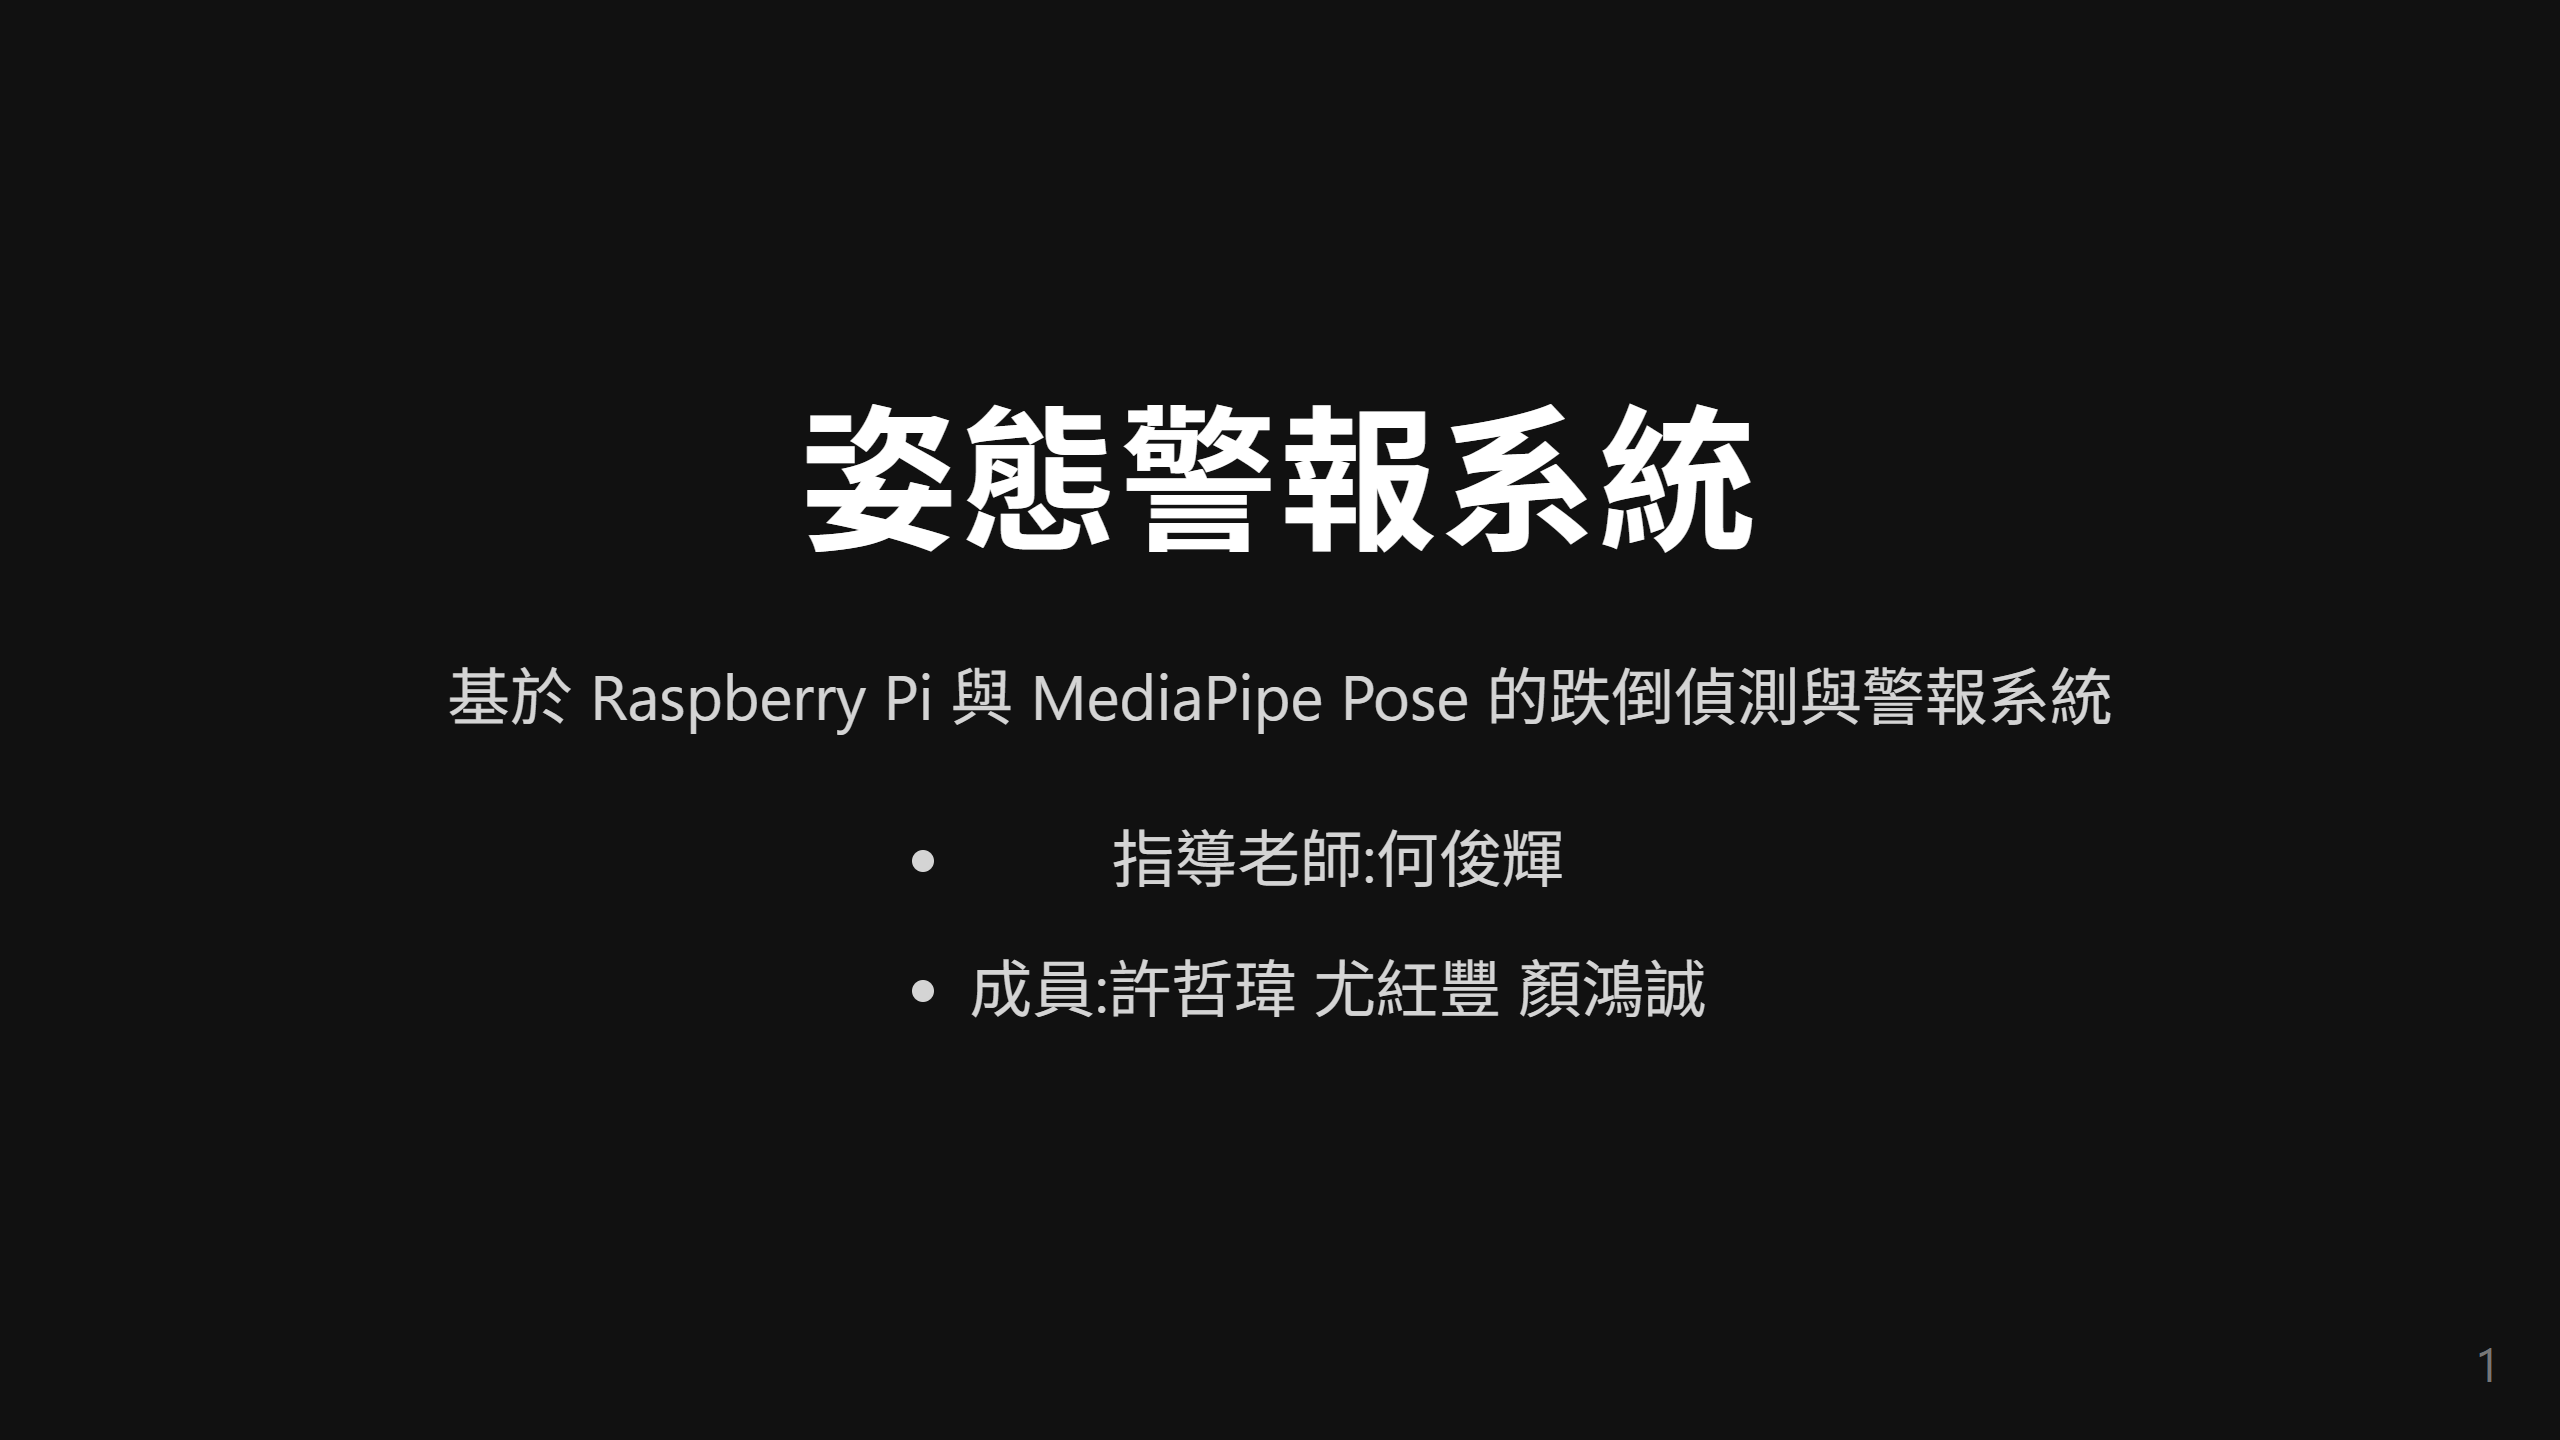 姿態警報系統
基於 Raspberry Pi 與 MediaPipe Pose 的跌倒偵測與警報系統
• 指導老師:何俊輝
• 成員:許哲瑋 尤紝豐 顏鴻誠
1